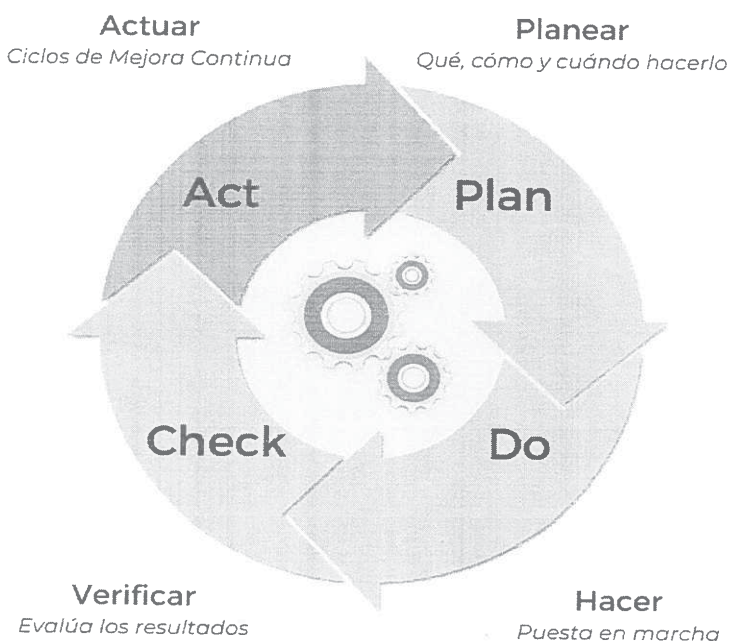 Actuar
Ciclos de Mejora Continua
Planear
Qué, cómo y cuándo hacerlo
Act
Plan
Check
Do
Verificar
Evalúa los resultados
Hacer
Puesta en marcha